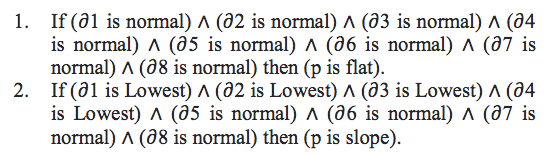 1. If (∂1 is normal) ∧ (∂2 is normal) ∧ (∂3 is normal) ∧ (∂4
is normal) ∧ (∂5 is normal) ∧ (∂6 is normal) ∧ (∂7 is
normal) ∧ (∂8 is normal) then (p is flat).
2. If (∂1 is Lowest) ∧ (∂2 is Lowest) ∧ (∂3 is Lowest) ∧ (∂4
is Lowest) ∧ (∂5 is normal) ∧ (∂6 is normal) ∧ (∂7 is
normal) ∧ (∂8 is normal) then (p is slope).